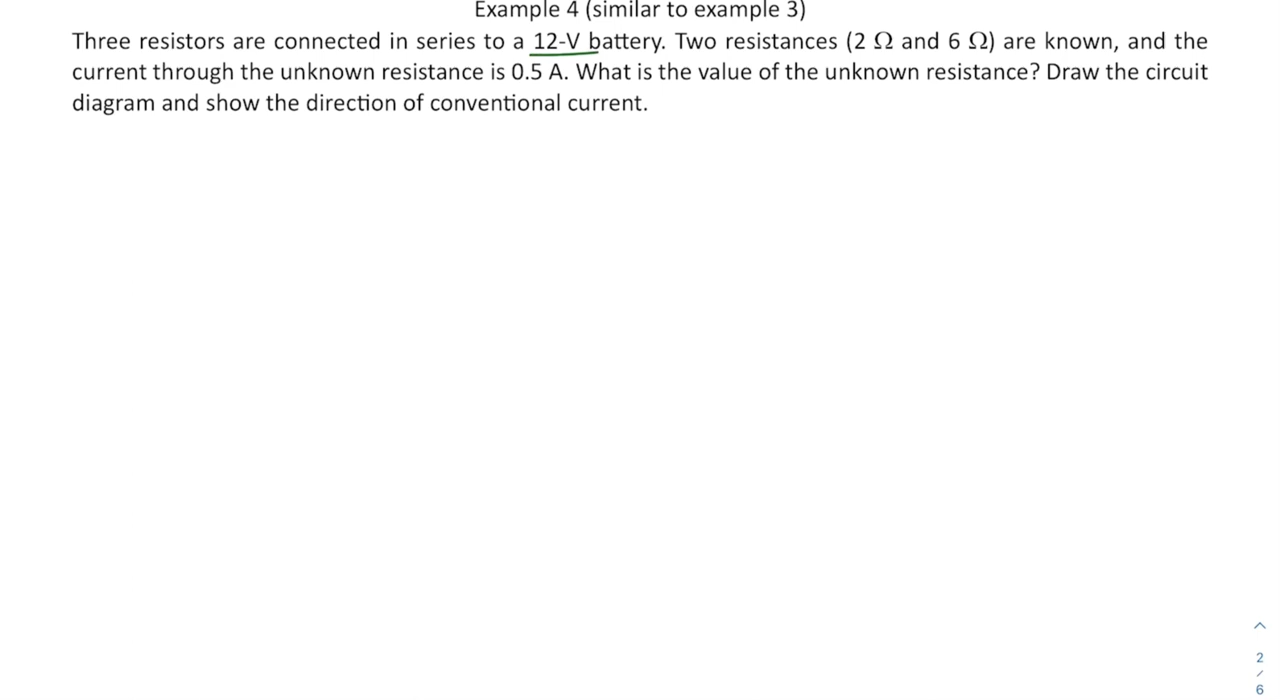 Example 4 (similar to example 3)
Three resistors are connected in series to a 12-V battery. Two resistances (2 Ω and 6 Ω) are known, and the
current through the unknown resistance is 0.5 A. What is the value of the unknown resistance? Draw the circuit
diagram and show the direction of conventional current.
2
/
6